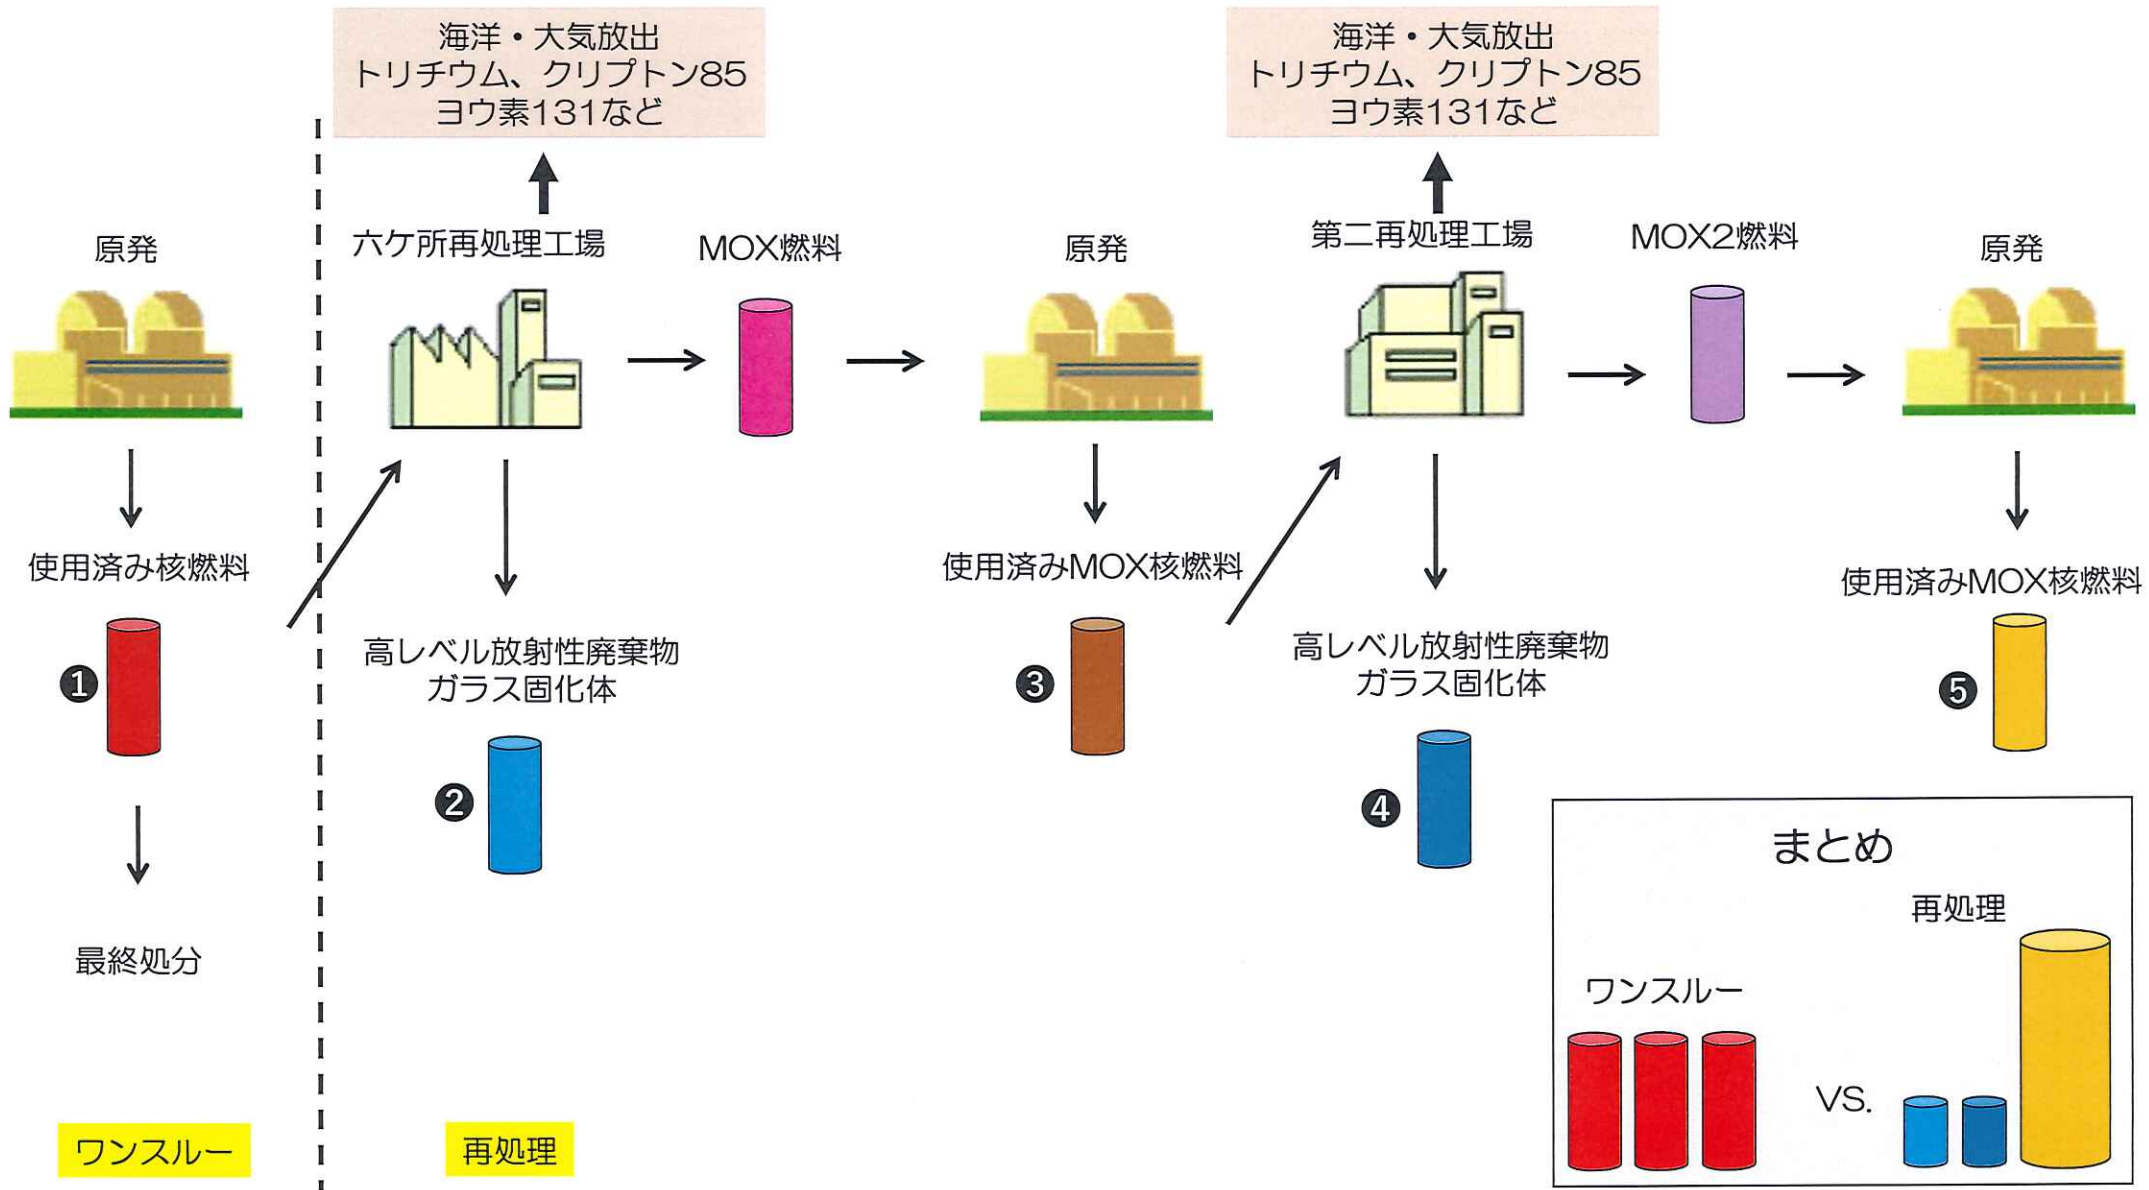 海洋・大気放出
トリチウム、クリプトン85
ヨウ素131など
海洋・大気放出
トリチウム、クリプトン85
ヨウ素131など
原発
六ケ所再処理工場
MOX燃料
原発
第二再処理工場
MOX2燃料
原発
使用済み核燃料
❶
高レベル放射性廃棄物
ガラス固化体
❷
使用済みMOX核燃料
❸
高レベル放射性廃棄物
ガラス固化体
❹
使用済みMOX核燃料
❺
最終処分
ワンスルー
再処理
まとめ
ワンスルー
VS.
再処理